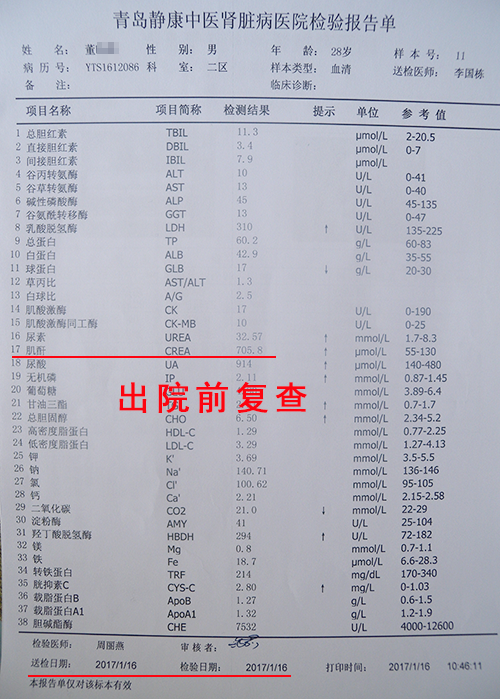 青岛静康中医肾脏病医院检验报告单
姓 名: 董 性 别: 男 年 龄: 28岁 样 本 号: 11
病 历 号: YTS1612086 科 室: 二区 样本类型: 血清 送检医师: 李国栋
备 注: 临床诊断:
项目名称 项目简称 检测结果 提示 单位 参 考 值
1 总胆红素 TBIL 11.3 μmol/L 2-20.5
2 直接胆红素 DBIL 3.4 μmol/L 0-7
3 间接胆红素 IBIL 7.9 μmol/L
4 谷丙转氨酶 ALT 10 U/L 0-41
5 谷草转氨酶 AST 13 U/L 0-40
6 碱性磷酸酶 ALP 45 U/L 45-135
7 谷氨酰转移酶 GGT 13 U/L 0-47
8 乳酸脱氢酶 LDH 310 ↑ U/L 135-225
9 总蛋白 TP 60.2 g/L 60-83
10 白蛋白 ALB 42.9 g/L 35-55
11 球蛋白 GLB 17 ↓ g/L 20-30
12 草丙比 AST/ALT 1.3
13 白球比 A/G 2.5
14 肌酸激酶 CK 17 U/L 0-190
15 肌酸激酶同工酶 CK-MB 10 U/L 0-25
16 尿素 UREA 32.57 ↑ mmol/L 1.7-8.3
17 肌酐 CREA 705.8 ↑ μmol/L 55-130
18 尿酸 UA 914 ↑ μmol/L 140-480
19 无机磷 IP 2.11 ↑ mmol/L 0.87-1.45
20 葡萄糖 mmol/L 3.89-6.4
出院前复查
21 甘油三酯 ↑ mmol/L 0.7-1.7
22 总胆固醇 CHO 6.50 ↑ mmol/L 2.34-5.2
23 高密度脂蛋白 HDL-C 1.29 mmol/L 0.77-2.25
24 低密度脂蛋白 LDL-C 3.29 mmol/L 1.27-4.13
25 钾 K' 3.69 mmol/L 3.5-5.5
26 钠 Na' 140.71 mmol/L 136-146
27 氯 Cl' 100.62 mmol/L 95-105
28 钙 Ca' 2.21 mmol/L 2.15-2.58
29 二氧化碳 CO2 21.0 ↓ mmol/L 22-29
30 淀粉酶 AMY 41 U/L 25-104
31 羟丁酸脱氢酶 HBDH 294 ↑ U/L 72-182
32 镁 Mg 0.8 mmol/L 0.7-1.1
33 铁 Fe 18.7 μmol/L 6.6-28.3
34 转铁蛋白 TRF 214 mg/dL 170-340
35 胱抑素C CYS-C 2.80 ↑ mg/L 0-1.03
36 载脂蛋白B ApoB 1.27 g/L 0.6-1.5
37 载脂蛋白A1 ApoA1 1.32 g/L 1.2-1.9
38 胆碱酯酶 CHE 7532 U/L 4000-12600
检验医师: 周丽燕 审 核 者:
送检日期: 2017/1/16 检验日期: 2017/1/16 打印时间: 2017/1/16 10:46:11
本报告单仅对该标本有效